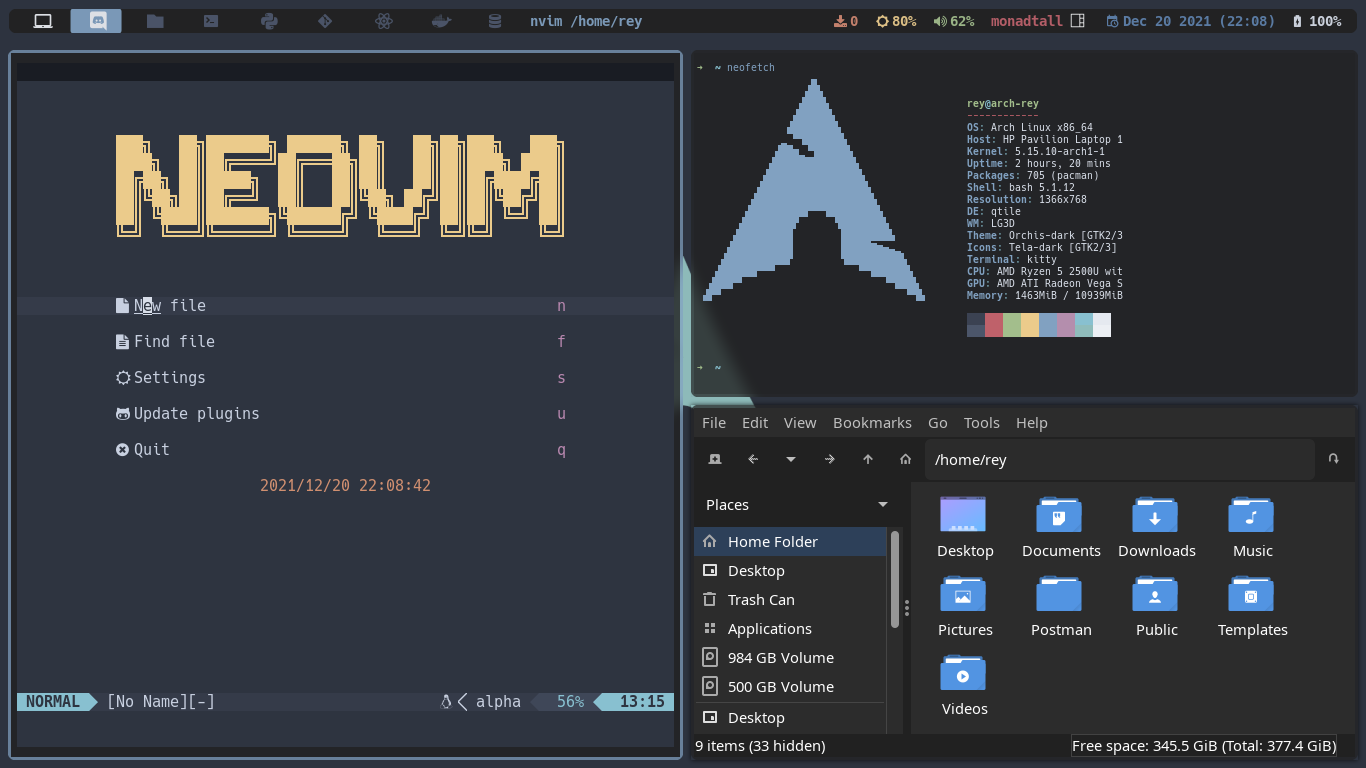 nvim /home/rey
0 80% 62% monadtall Dec 20 2021 (22:08) 100%
NEOVIM
New file n
Find file f
Settings s
Update plugins u
Quit q
2021/12/20 22:08:42
NORMAL [No Name][-] alpha 56% 13:15
→ ~ neofetch
rey@arch-rey
------------
OS: Arch Linux x86_64
Host: HP Pavilion Laptop 1
Kernel: 5.15.10-arch1-1
Uptime: 2 hours, 20 mins
Packages: 705 (pacman)
Shell: bash 5.1.12
Resolution: 1366x768
DE: qtile
WM: LG3D
Theme: Orchis-dark [GTK2/3
Icons: Tela-dark [GTK2/3]
Terminal: kitty
CPU: AMD Ryzen 5 2500U wit
GPU: AMD ATI Radeon Vega S
Memory: 1463MiB / 10939MiB
→ ~
File Edit View Bookmarks Go Tools Help
/home/rey
Places
Home Folder
Desktop
Trash Can
Applications
984 GB Volume
500 GB Volume
Desktop
Desktop Documents Downloads Music
Pictures Postman Public Templates
Videos
9 items (33 hidden) Free space: 345.5 GiB (Total: 377.4 GiB)